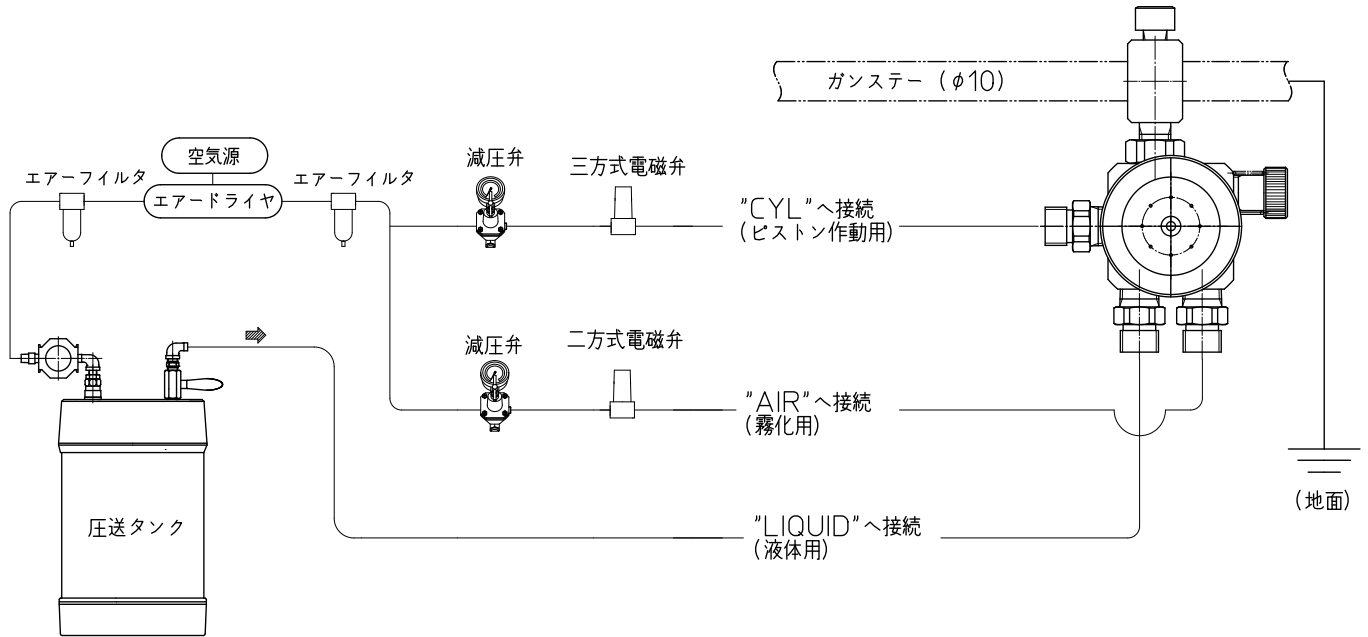 ガンステー (φ10)
空気源
エアーフィルタ
エアードライヤ
エアーフィルタ
減圧弁
三方式電磁弁
"CYL"へ接続
(ピストン作動用)
減圧弁
二方式電磁弁
"AIR"へ接続
(霧化用)
(地面)
圧送タンク
"LIQUID"へ接続
(液体用)